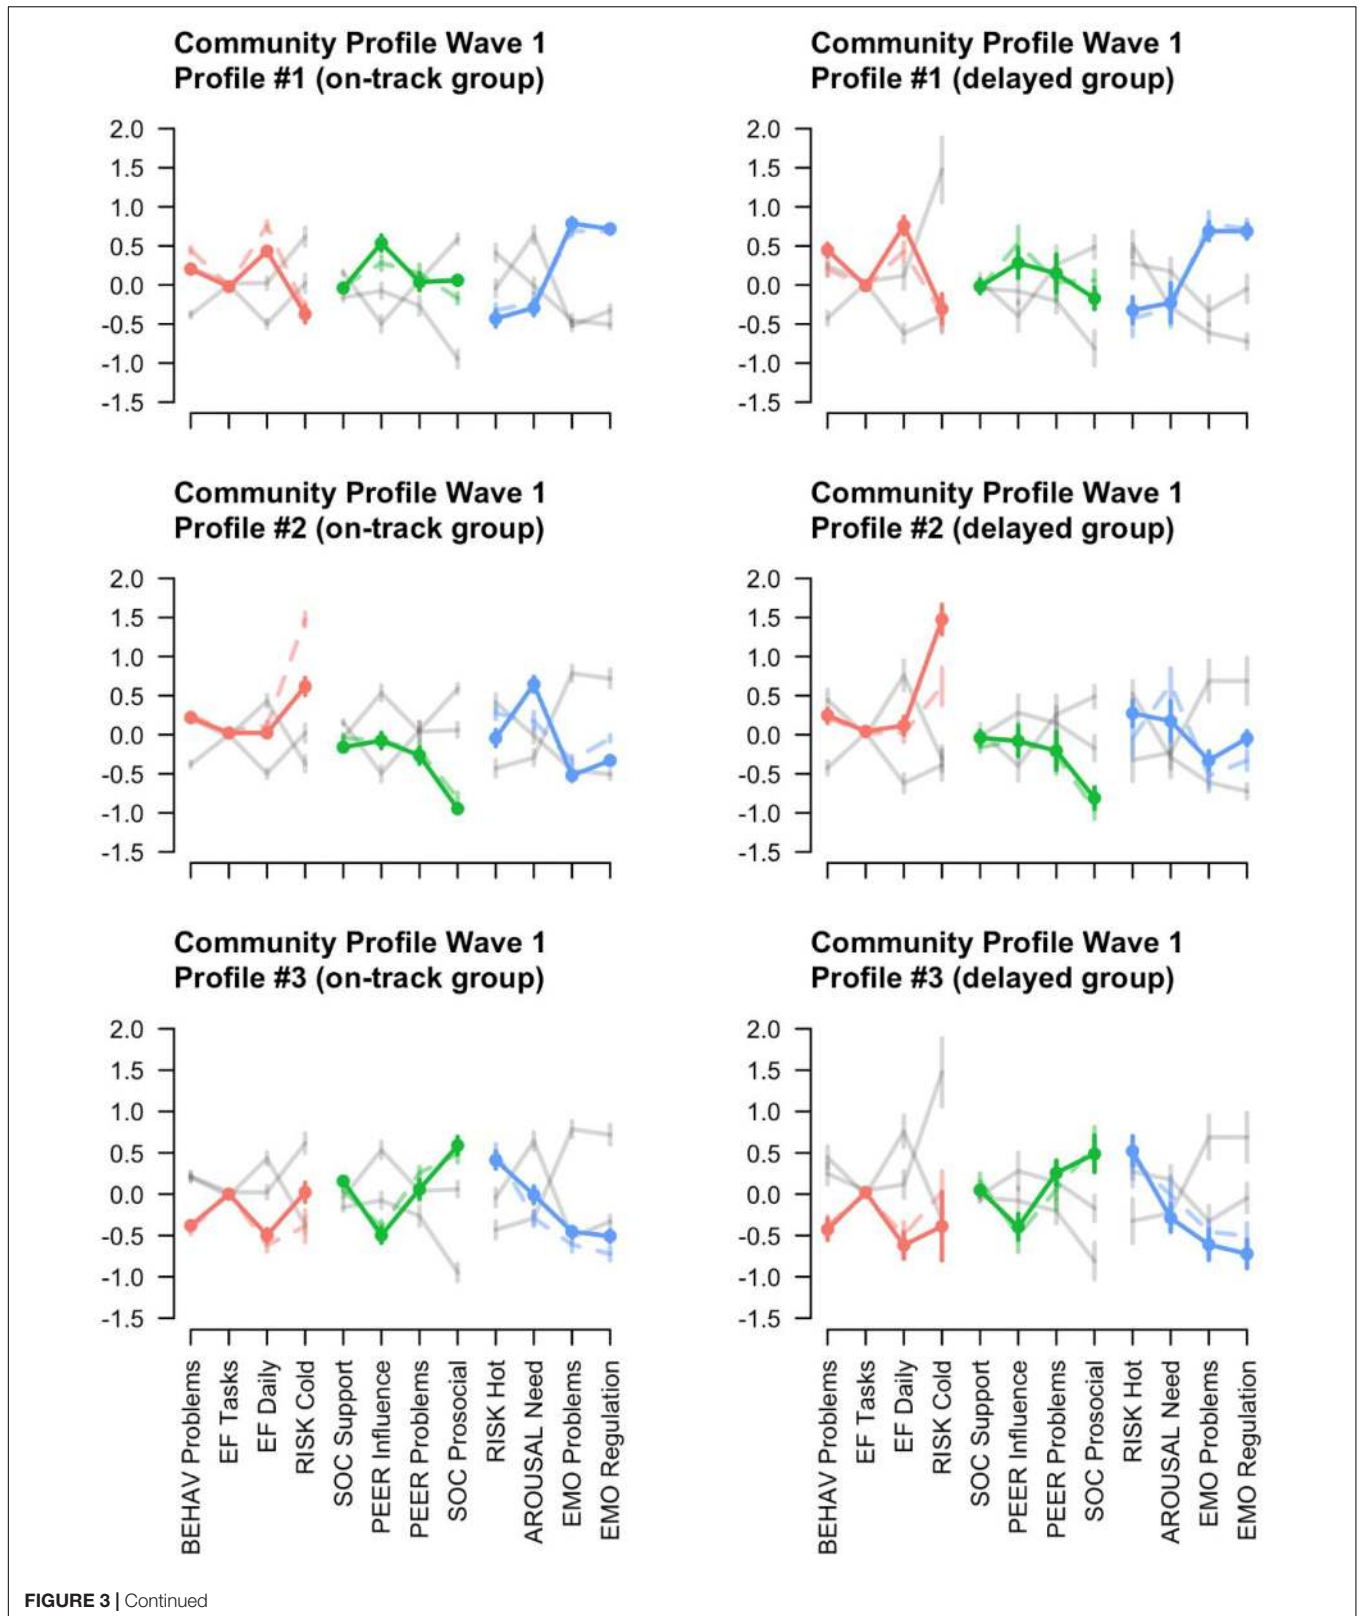 Community Profile Wave 1
Profile #1 (on-track group)
2.0
1.5
1.0
0.5
0.0
-0.5
-1.0
-1.5
Community Profile Wave 1
Profile #1 (delayed group)
2.0
1.5
1.0
0.5
0.0
-0.5
-1.0
-1.5
Community Profile Wave 1
Profile #2 (on-track group)
2.0
1.5
1.0
0.5
0.0
-0.5
-1.0
-1.5
Community Profile Wave 1
Profile #2 (delayed group)
2.0
1.5
1.0
0.5
0.0
-0.5
-1.0
-1.5
Community Profile Wave 1
Profile #3 (on-track group)
2.0
1.5
1.0
0.5
0.0
-0.5
-1.0
-1.5
BEHAV Problems
EF Tasks
EF Daily
RISK Cold
SOC Support
PEER Influence
PEER Problems
SOC Prosocial
RISK Hot
AROUSAL Need
EMO Problems
EMO Regulation
Community Profile Wave 1
Profile #3 (delayed group)
2.0
1.5
1.0
0.5
0.0
-0.5
-1.0
-1.5
BEHAV Problems
EF Tasks
EF Daily
RISK Cold
SOC Support
PEER Influence
PEER Problems
SOC Prosocial
RISK Hot
AROUSAL Need
EMO Problems
EMO Regulation
FIGURE 3 | Continued